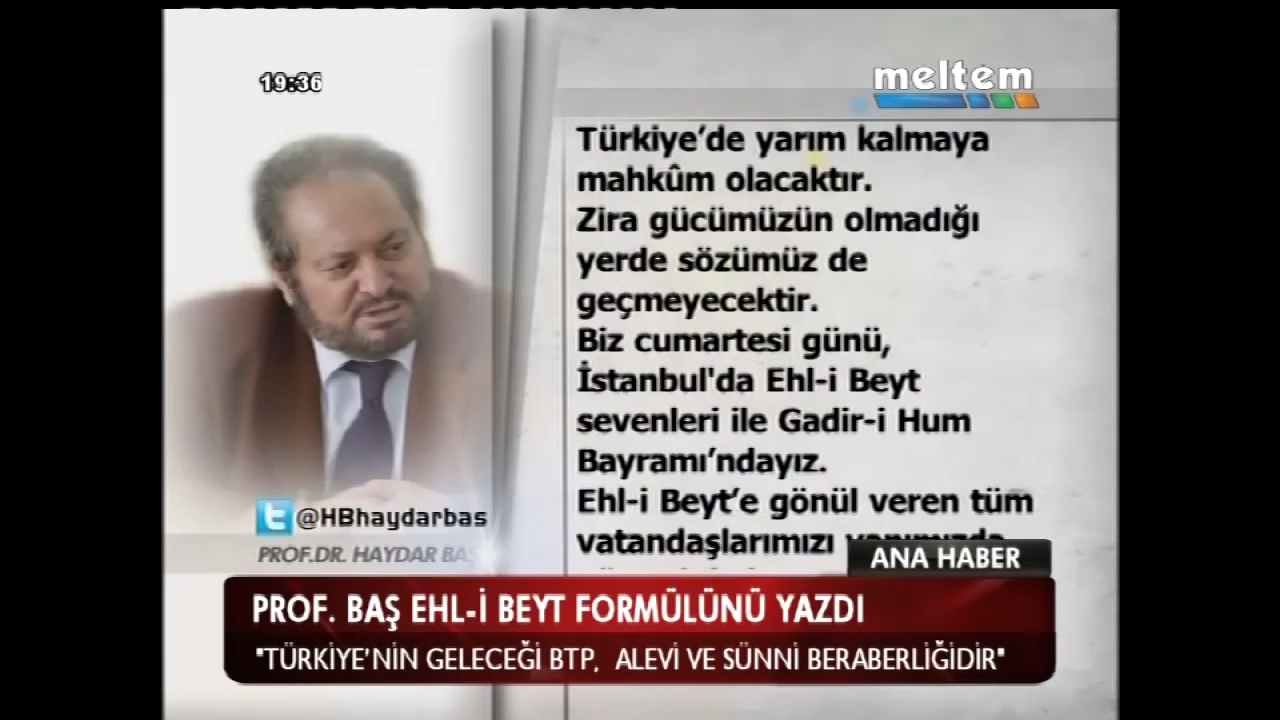 19:36
meltem
Türkiye’de yarım kalmaya
mahkûm olacaktır.
Zira gücümüzün olmadığı
yerde sözümüz de
geçmeyecektir.
Biz cumartesi günü,
İstanbul'da Ehl-i Beyt
sevenleri ile Gadir-i Hum
Bayramı’ndayız.
Ehl-i Beyt’e gönül veren tüm
vatandaşlarımızı
@HBhaydarbas
PROF.DR. HAYDAR BAŞ
ANA HABER
PROF. BAŞ EHL-İ BEYT FORMÜLÜNÜ YAZDI
"TÜRKİYE’NİN GELECEĞİ BTP, ALEVİ VE SÜNNİ BERABERLİĞİDİR"